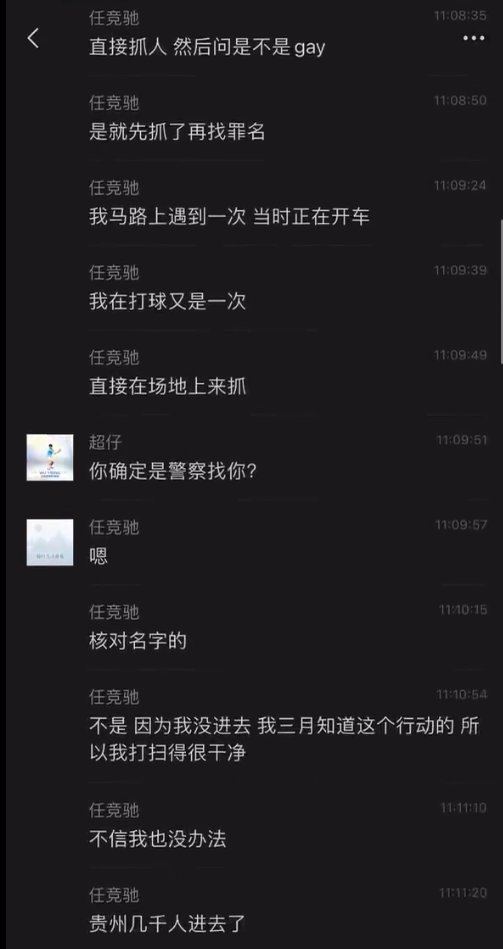 任竞驰 11:08:35
直接抓人 然后问是不是gay
任竞驰 11:08:50
是就先抓了再找罪名
任竞驰 11:09:24
我马路上遇到一次 当时正在开车
任竞驰 11:09:39
我在打球又是一次
任竞驰 11:09:49
直接在场地上来抓
超仔 11:09:51
你确定是警察找你?
任竞驰 11:09:57
嗯
任竞驰 11:10:15
核对名字的
任竞驰 11:10:54
不是 因为我没进去 我三月知道这个行动的 所
以我打扫得很干净
任竞驰 11:11:10
不信我也没办法
任竞驰 11:11:20
贵州几千人进去了